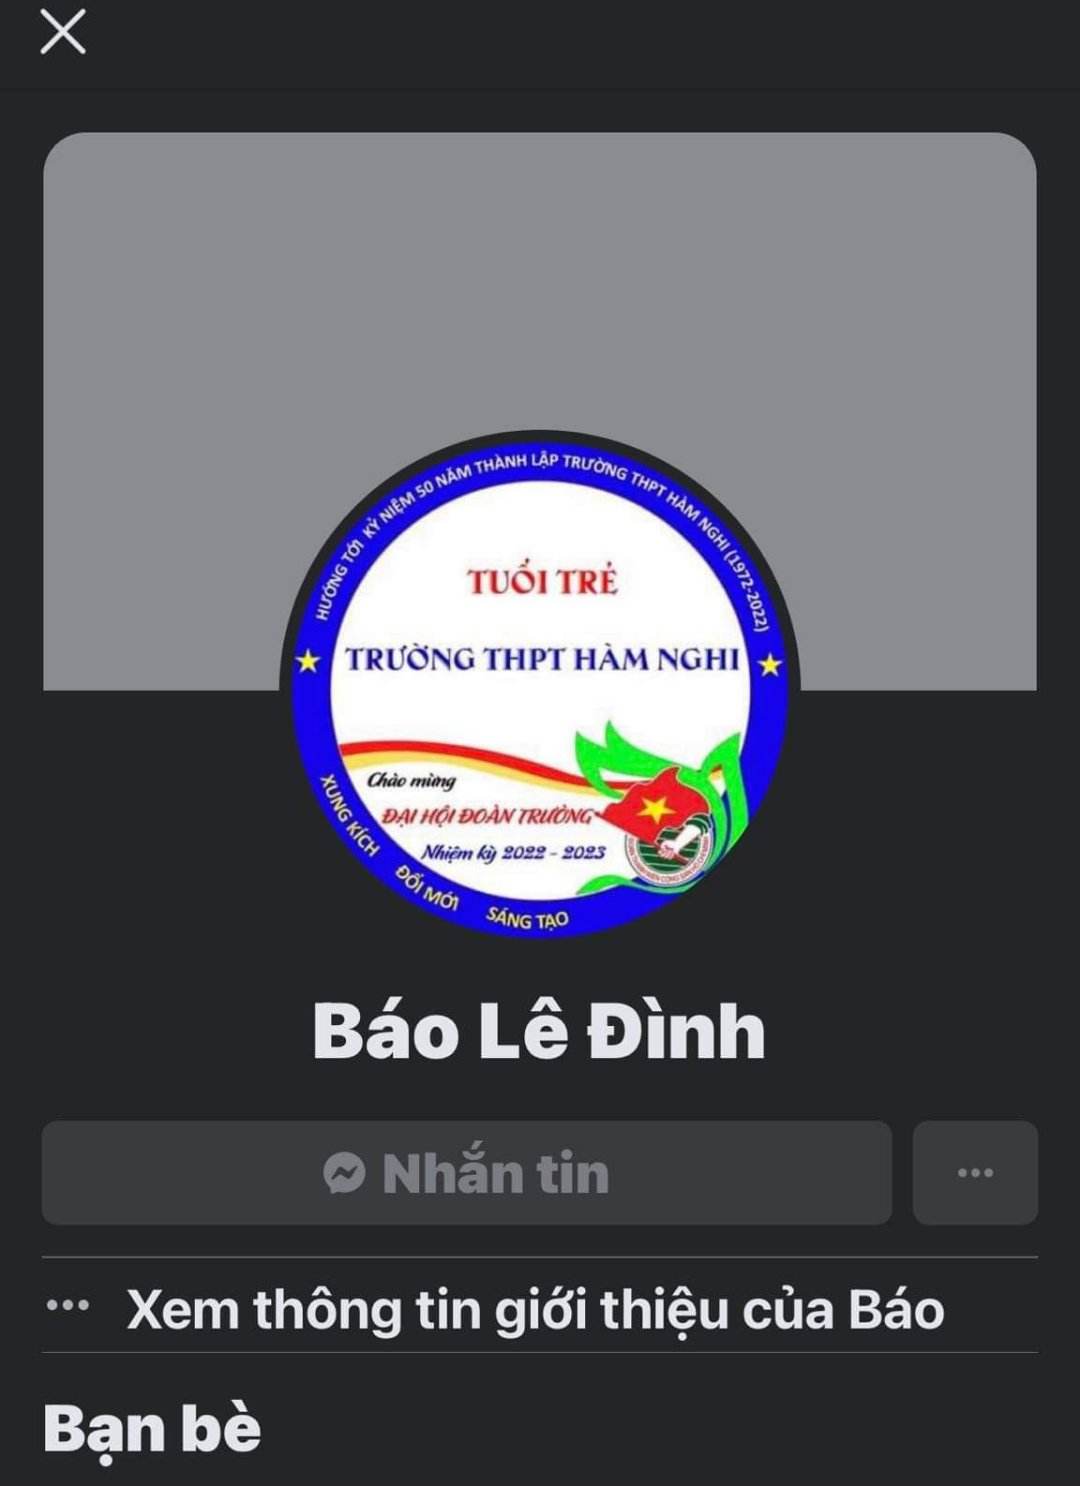 HƯỚNG TỚI KỶ NIỆM 50 NĂM THÀNH LẬP TRƯỜNG THPT HÀM NGHI (1972-2022)
TUỔI TRẺ
TRƯỜNG THPT HÀM NGHI
Chào mừng
ĐẠI HỘI ĐOÀN TRƯỜNG
Nhiệm kỳ 2022 - 2023
XUNG KÍCH ĐỔI MỚI SÁNG TẠO
Báo Lê Đình
Nhắn tin
Xem thông tin giới thiệu của Báo
Bạn bè